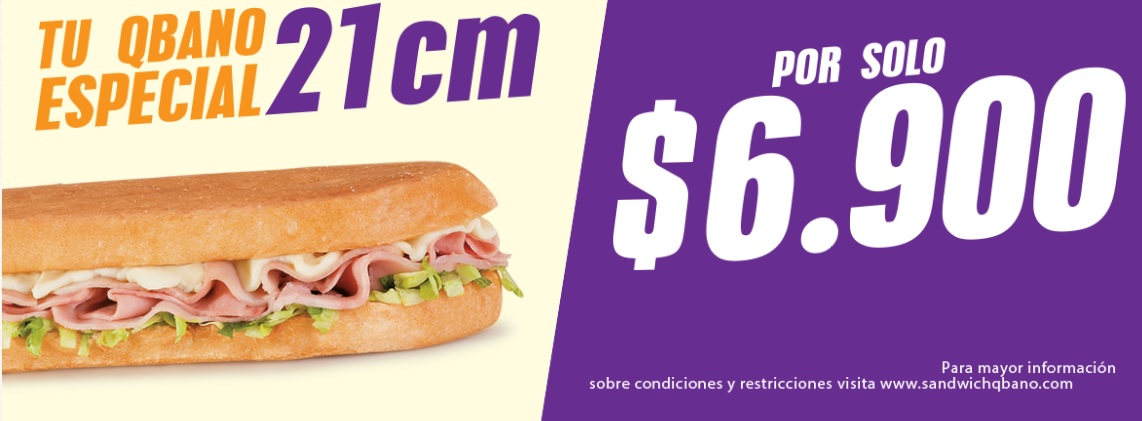 TU QBANO
ESPECIAL 21cm
POR SOLO
$6.900
Para mayor información
sobre condiciones y restricciones visita www.sandwichqbano.com